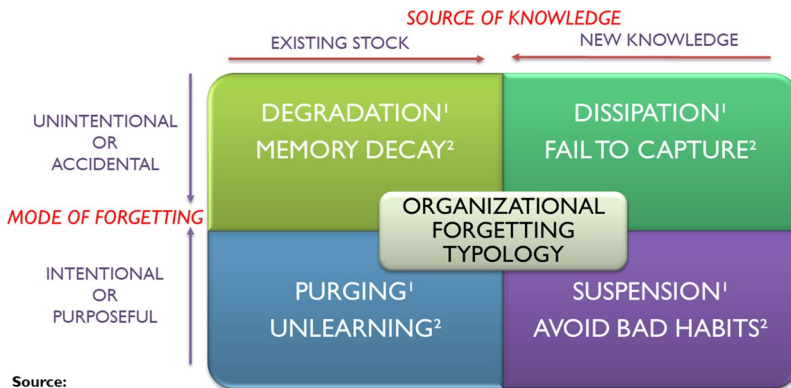 SOURCE OF KNOWLEDGE
EXISTING STOCK
NEW KNOWLEDGE
UNINTENTIONAL
OR
ACCIDENTAL
DEGRADATION¹
MEMORY DECAY²
DISSIPATION¹
FAIL TO CAPTURE²
MODE OF FORGETTING
ORGANIZATIONAL
FORGETTING
TYPOLOGY
INTENTIONAL
OR
PURPOSEFUL
PURGING¹
UNLEARNING²
SUSPENSION¹
AVOID BAD HABITS²
Source: